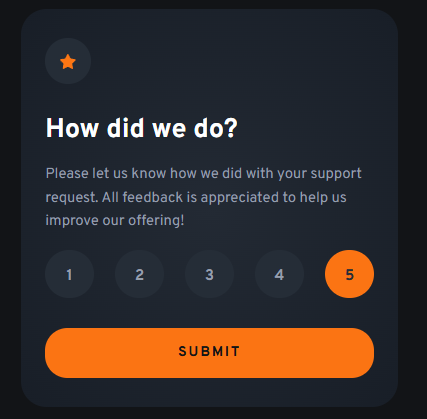 How did we do?
Please let us know how we did with your support
request. All feedback is appreciated to help us
improve our offering!
1 2 3 4 5
SUBMIT